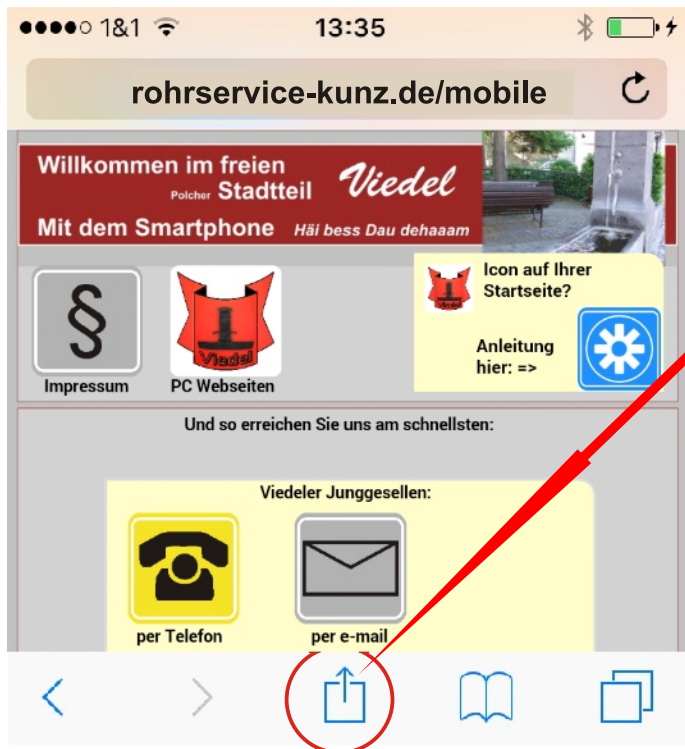 1&1 13:35
rohrservice-kunz.de/mobile
Willkommen im freien
Polcher Stadtteil Viedel
Mit dem Smartphone Häi bess Dau dehaaam
Icon auf Ihrer
Startseite?
Anleitung
hier: =>
§
Viedel
Impressum PC Webseiten
Und so erreichen Sie uns am schnellsten:
Viedeler Junggesellen:
per Telefon per e-mail